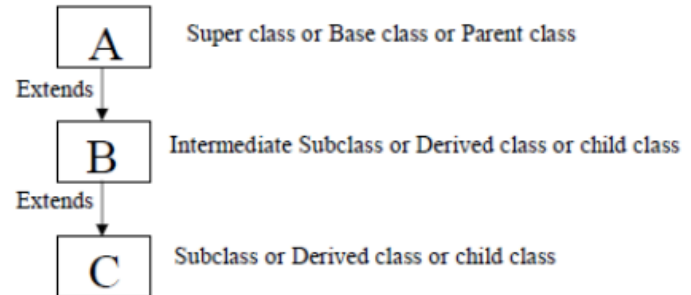 A Super class or Base class or Parent class
Extends
B Intermediate Subclass or Derived class or child class
Extends
C Subclass or Derived class or child class